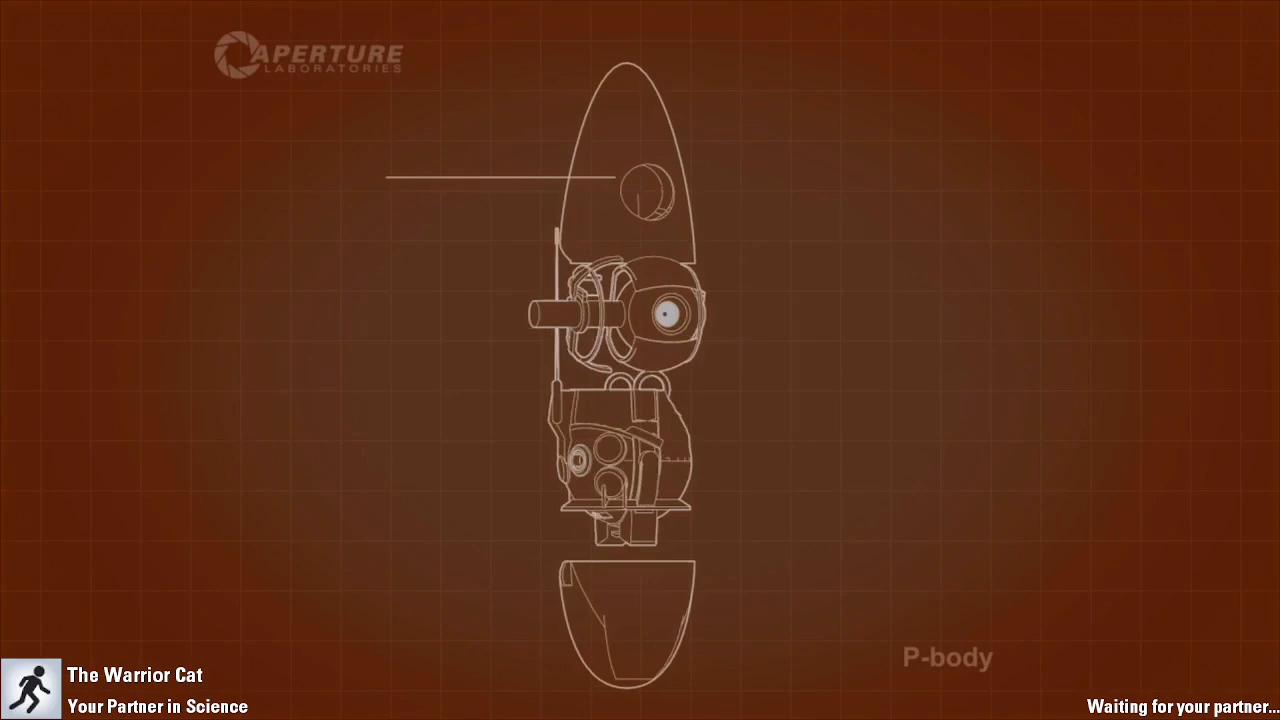 APERTURE
LABORATORIES
P-body
The Warrior Cat
Your Partner in Science
Waiting for your partner...